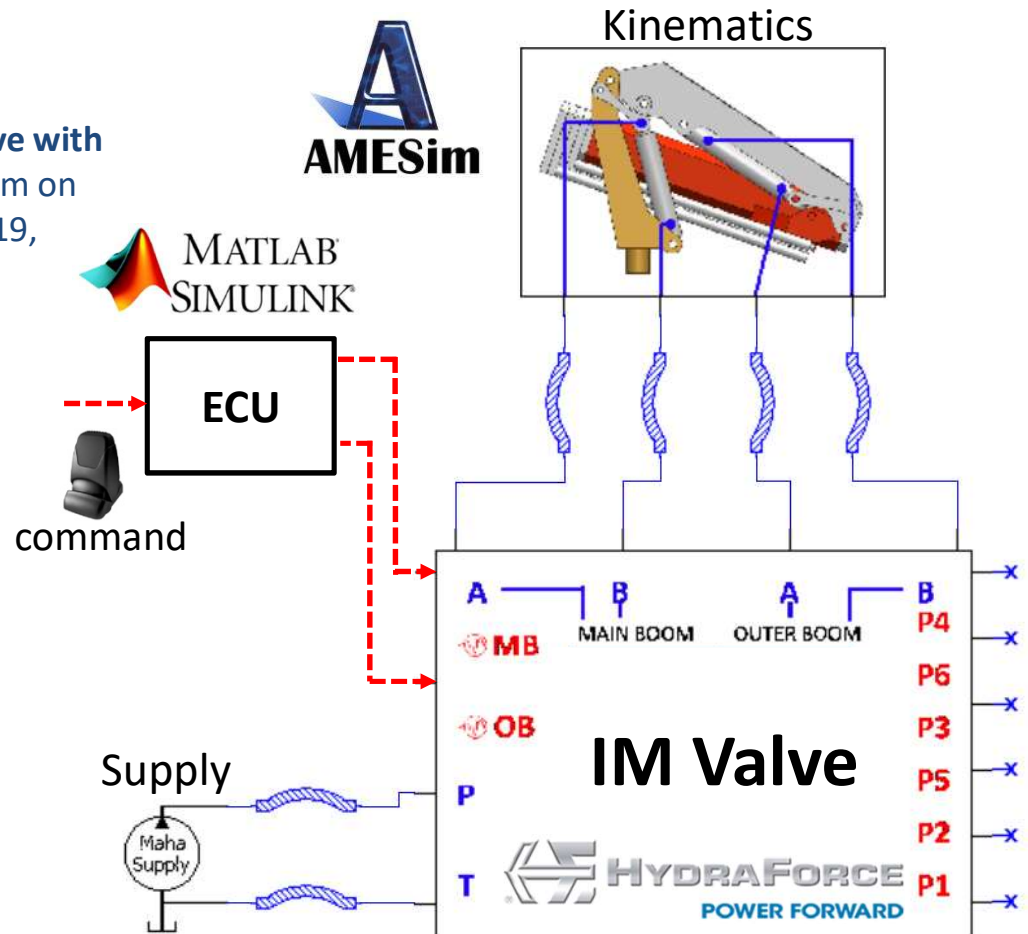 Kinematics
AMESim
ve with
m on
19,
MATLAB
SIMULINK
ECU
command
A B A B
MAIN BOOM OUTER BOOM
P4
MB
P6
OB
P3
IM Valve
Supply
P5
P
Maha
Supply
P2
T
HYDRAFORCE
P1
POWER FORWARD